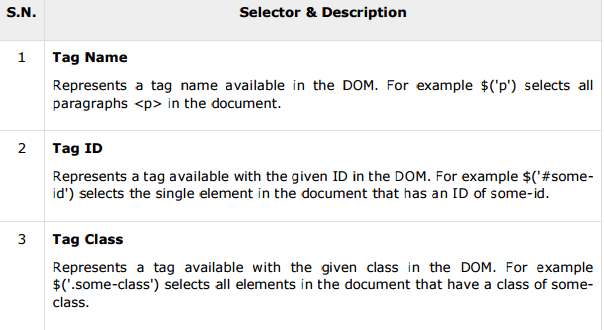 S.N. Selector & Description
1 Tag Name
Represents a tag name available in the DOM. For example $('p') selects all
paragraphs <p> in the document.
2 Tag ID
Represents a tag available with the given ID in the DOM. For example $('#some-
id') selects the single element in the document that has an ID of some-id.
3 Tag Class
Represents a tag available with the given class in the DOM. For example
$('.some-class') selects all elements in the document that have a class of some-
class.